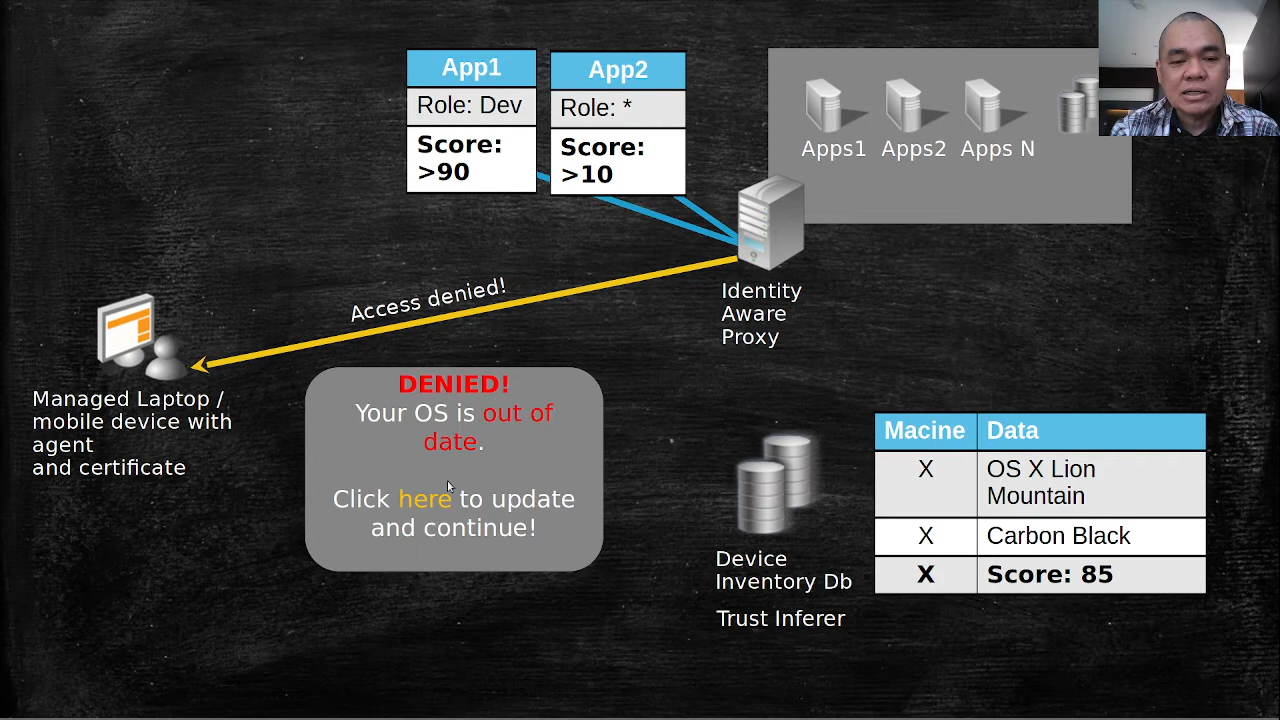 App1
Role: Dev
Score:
>90
App2
Role: *
Score:
>10
Apps1
Apps2
Apps N
Identity
Aware
Proxy
Access denied!
Managed Laptop /
mobile device with
agent
and certificate
DENIED!
Your OS is out of
date.
Click here to update
and continue!
Device
Inventory Db
Trust Inferer
Macine Data
X OS X Lion
Mountain
X Carbon Black
X Score: 85